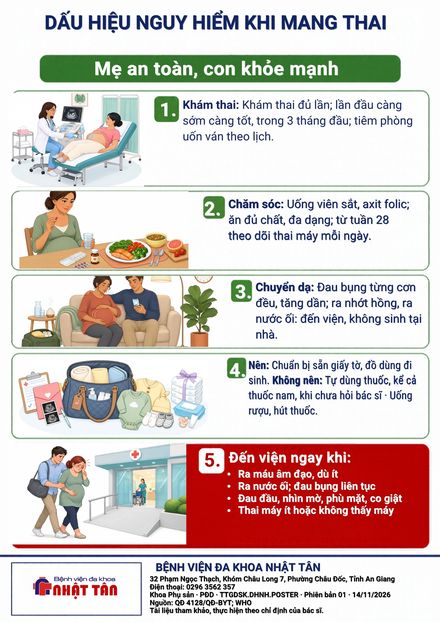 DẤU HIỆU NGUY HIỂM KHI MANG THAI
Mẹ an toàn, con khỏe mạnh
1. Khám thai: Khám thai đủ lần; lần đầu càng
sớm càng tốt, trong 3 tháng đầu; tiêm phòng
uốn ván theo lịch.
2. Chăm sóc: Uống viên sắt, axit folic;
ăn đủ chất, đa dạng; từ tuần 28
theo dõi thai máy mỗi ngày.
3. Chuyển dạ: Đau bụng từng cơn
đều, tăng dần; ra nhớt hồng, ra
nước ối: đến viện, không sinh tại
nhà.
4. Nên: Chuẩn bị sẵn giấy tờ, đồ dùng đi
sinh. Không nên: Tự dùng thuốc, kể cả
thuốc nam, khi chưa hỏi bác sĩ · Uống
rượu, hút thuốc.
5. Đến viện ngay khi:
• Ra máu âm đạo, dù ít
• Ra nước ối; đau bụng liên tục
• Đau đầu, nhìn mờ, phù mặt, co giật
• Thai máy ít hoặc không thấy máy
Bệnh viện đa khoa
NHẬT TÂN
BỆNH VIỆN ĐA KHOA NHẬT TÂN
32 Phạm Ngọc Thạch, Khóm Châu Long 7, Phường Châu Đốc, Tỉnh An Giang
Điện thoại: 0296 3562 357
Khoa Phụ sản · PĐD · TTGDSK.DHNH.POSTER · Phiên bản 01 · 14/11/2026
Nguồn: QĐ 4128/QĐ-BYT; WHO
Tài liệu tham khảo, thực hiện theo chỉ định của bác sĩ.